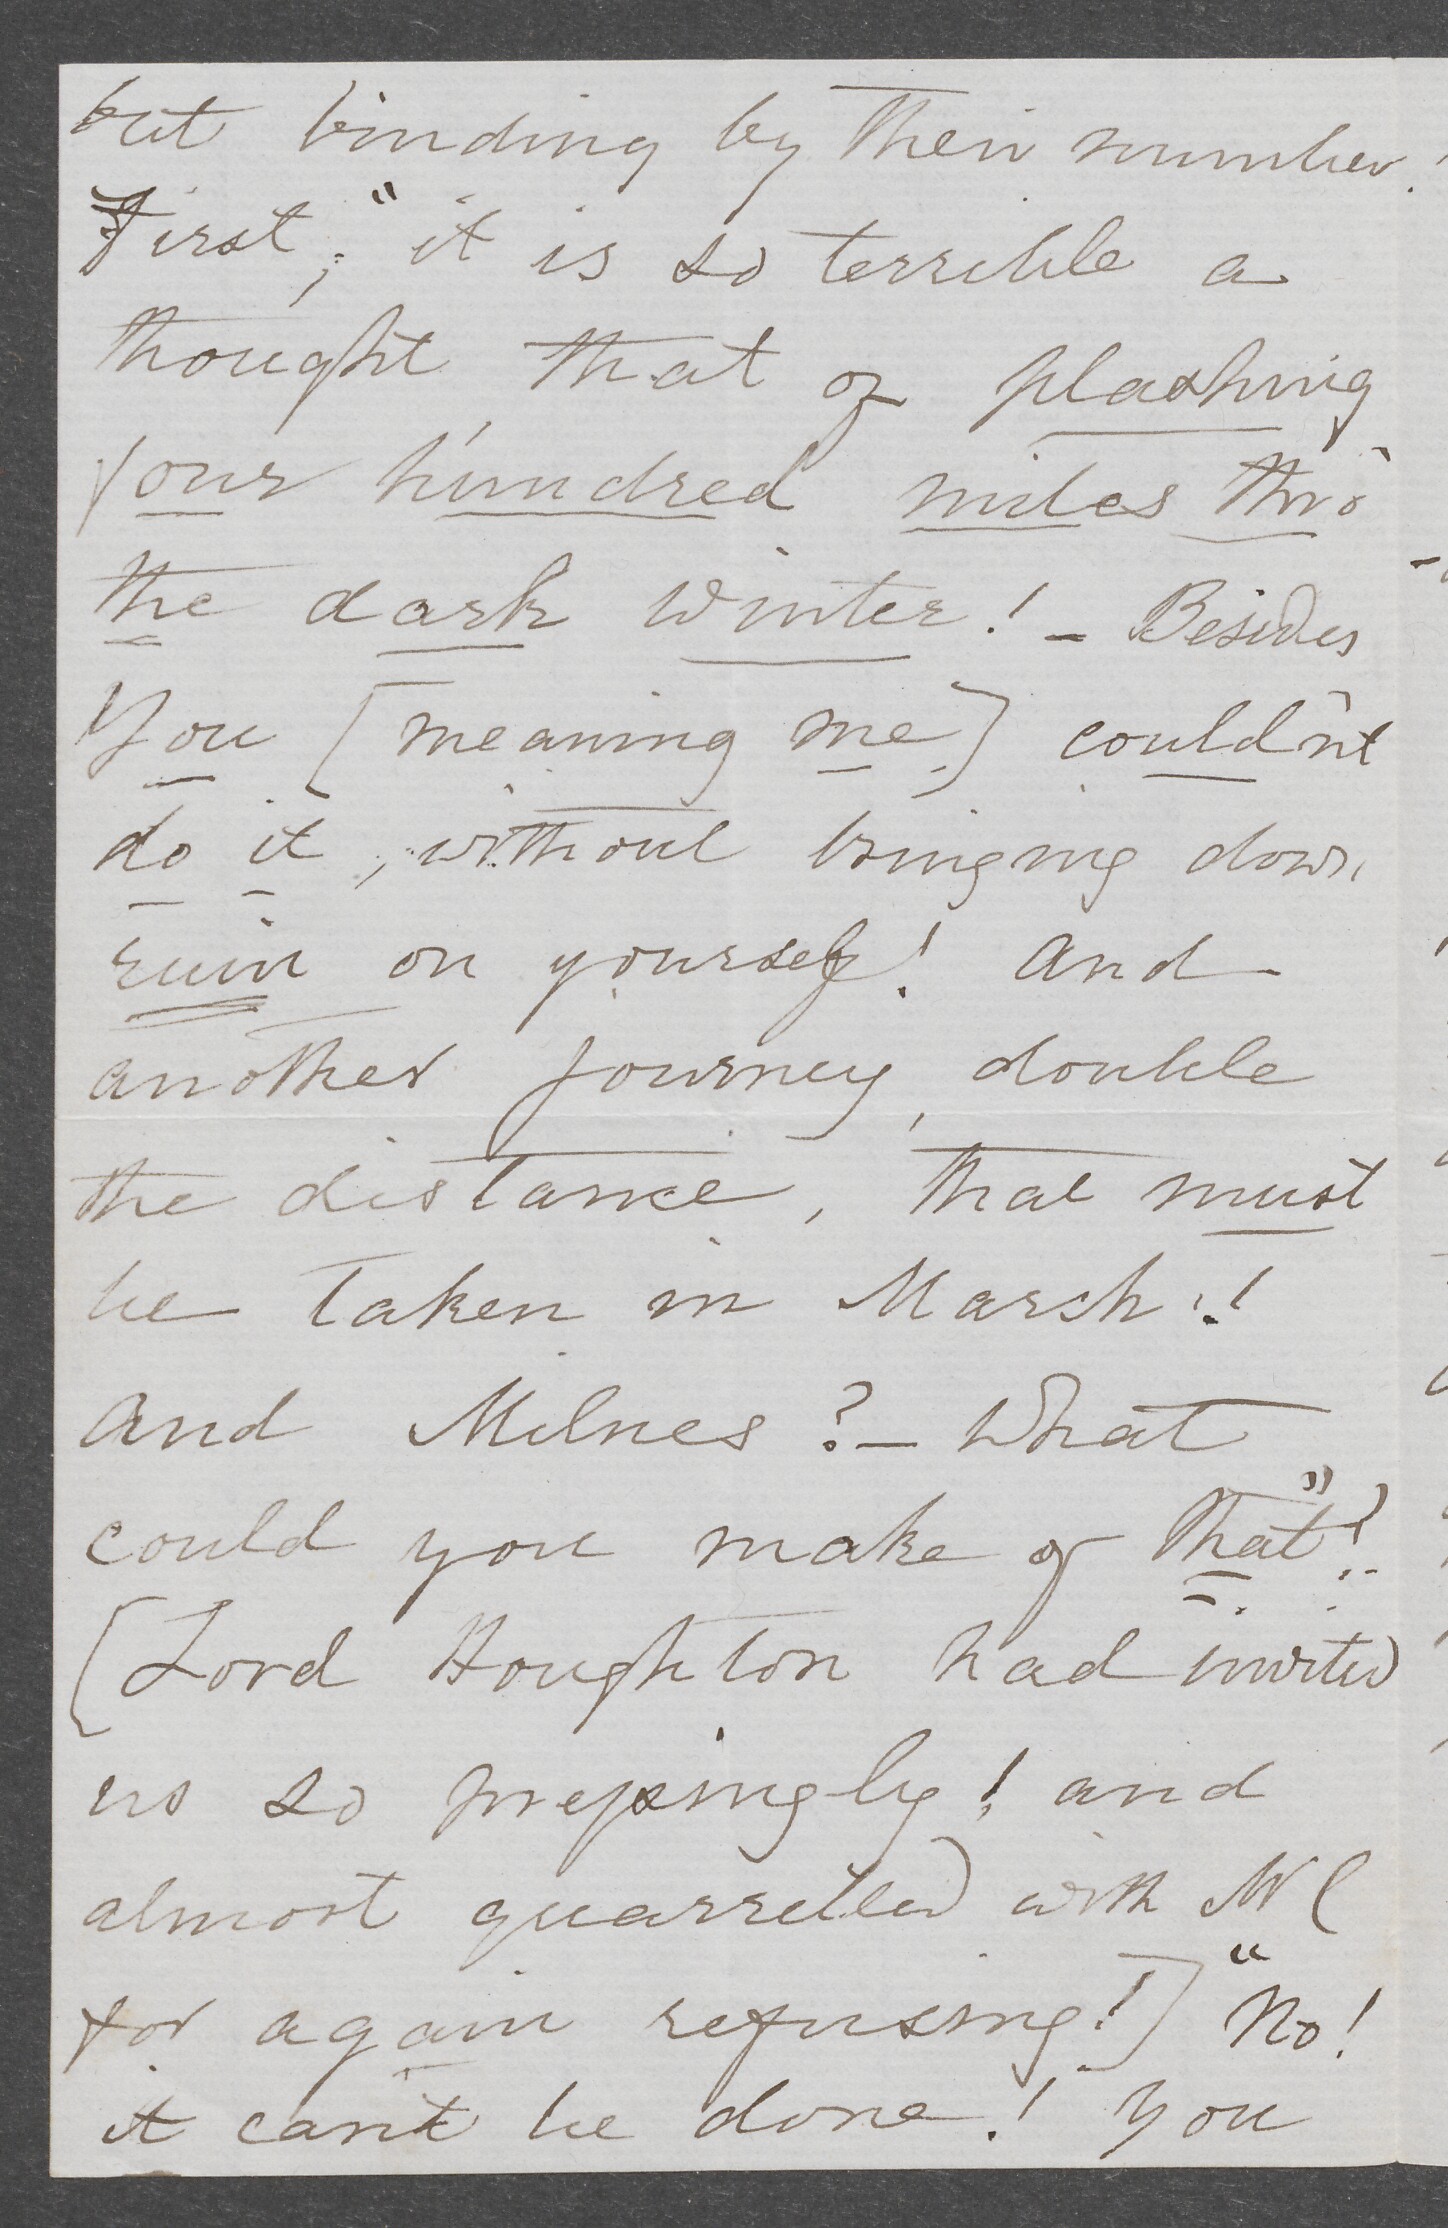 but binding by their number!
First, "it is so terrible a
thought that of plashing
four hundred miles thro'
the dark winter! – Besides
You [meaning me] couldn't
do it, without bringing down
ruin on yourself! And
another journey, double
the distance, that must
be taken in March!!
And Milnes? – What
could you make of that"?
[Lord Houghton had invited
us so pressingly! and
almost quarrelled with Mr C
for again refusing!] "No!
it can't be done! You